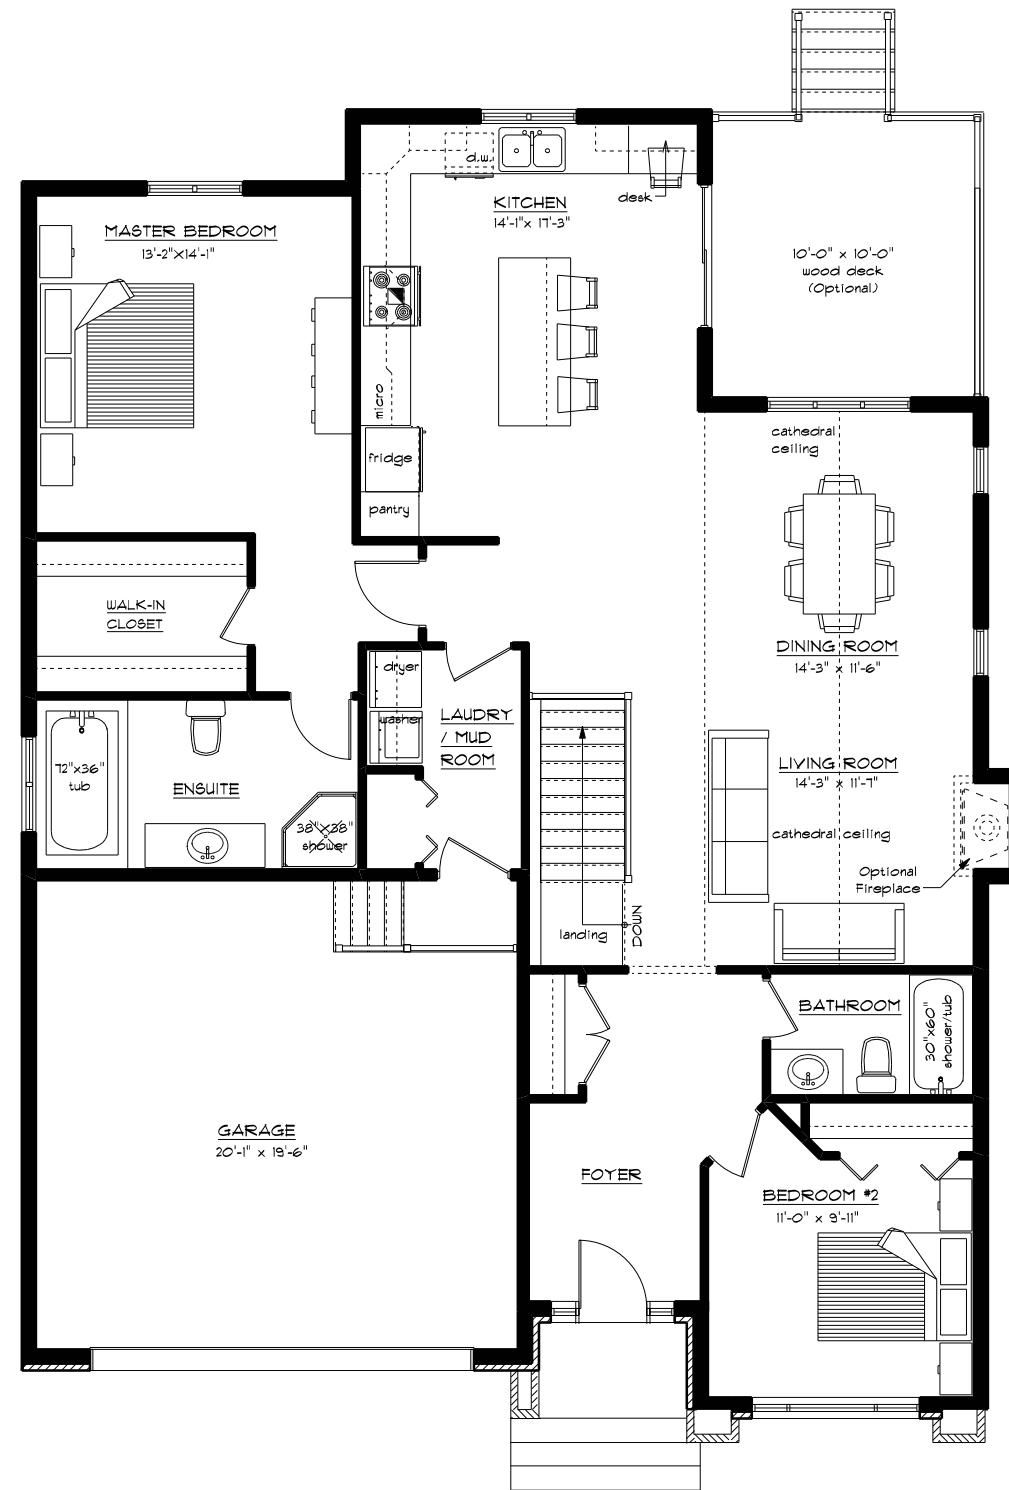 d.w.
desk
KITCHEN
14'-1"x 17'-3"
MASTER BEDROOM
13'-2"x14'-1"
10'-0" x 10'-0"
wood deck
(Optional)
micro
fridge
pantry
cathedral
ceiling
WALK-IN
CLOSET
DINING ROOM
14'-3" x 11'-6"
dryer
washer
LAUDRY
/ MUD
ROOM
72"x36"
tub
ENSUITE
38"x38"
shower
LIVING ROOM
14'-3" x 11'-7"
cathedral ceiling
Optional
Fireplace
landing
DOWN
BATHROOM
30"x60"
shower/tub
GARAGE
20'-1" x 19'-6"
FOYER
BEDROOM #2
11'-0" x 9'-11"